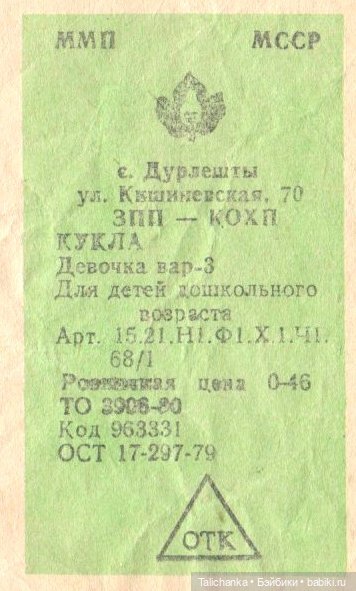 ММП МССР
с. Дурлешты
ул. Кишиневская, 70
ЗПП — КОХП
КУКЛА
Девочка вар-3
Для детей дошкольного
возраста
Арт. 15.21.Н1.Ф1.Х.1.Ч1.
68/1
Розничная цена 0-46
ТО 3908-80
Код 963331
ОСТ 17-297-79
ОТК
Talichanka • Бэйбики • babiki.ru